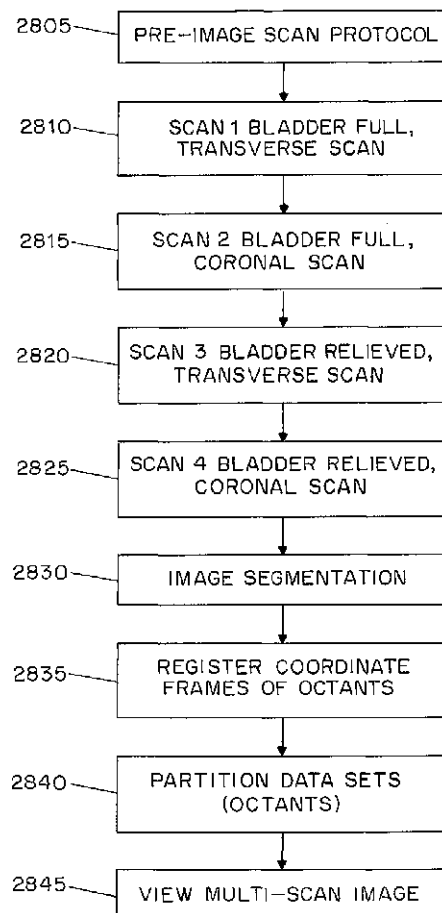 2805
PRE-IMAGE SCAN PROTOCOL
2810
SCAN 1 BLADDER FULL,
TRANSVERSE SCAN
2815
SCAN 2 BLADDER FULL,
CORONAL SCAN
2820
SCAN 3 BLADDER RELIEVED,
TRANSVERSE SCAN
2825
SCAN 4 BLADDER RELIEVED,
CORONAL SCAN
2830
IMAGE SEGMENTATION
2835
REGISTER COORDINATE
FRAMES OF OCTANTS
2840
PARTITION DATA SETS
(OCTANTS)
2845
VIEW MULTI-SCAN IMAGE